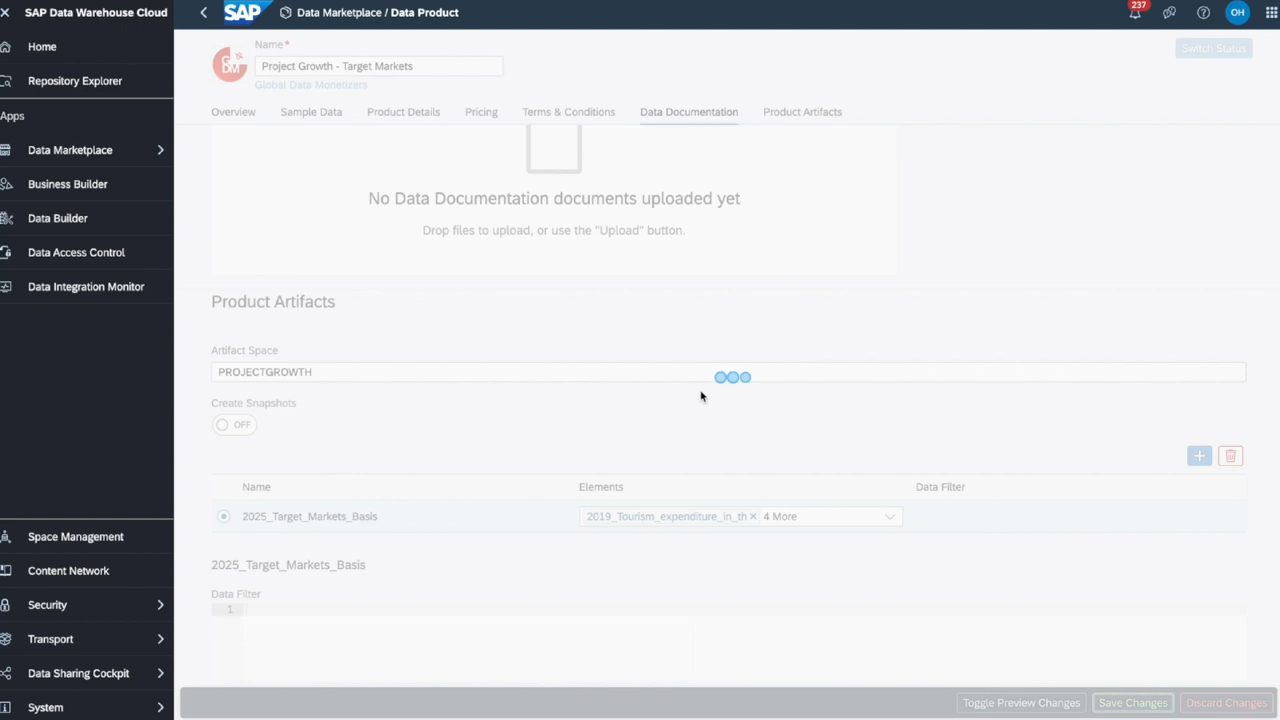 SAP Data Warehouse Cloud
SAP
Data Marketplace / Data Product
237
OH
Home
Repository Explorer
Apps
Data Marketplace
Business Builder
Data Builder
Data Access Control
Data Integration Monitor
Space Management
Content Network
Security
Transport
Data Sharing Cockpit
System
Name*
Project Growth - Target Markets
Global Data Monetizers
Switch Status
Overview
Sample Data
Product Details
Pricing
Terms & Conditions
Data Documentation
Product Artifacts
No Data Documentation documents uploaded yet
Drop files to upload, or use the "Upload" button.
Product Artifacts
Artifact Space
PROJECTGROWTH
Create Snapshots
OFF
Name Elements Data Filter
2025_Target_Markets_Basis 2019_Tourism_expenditure_in_th × 4 More
2025_Target_Markets_Basis
Data Filter
1
Toggle Preview Changes Save Changes Discard Changes